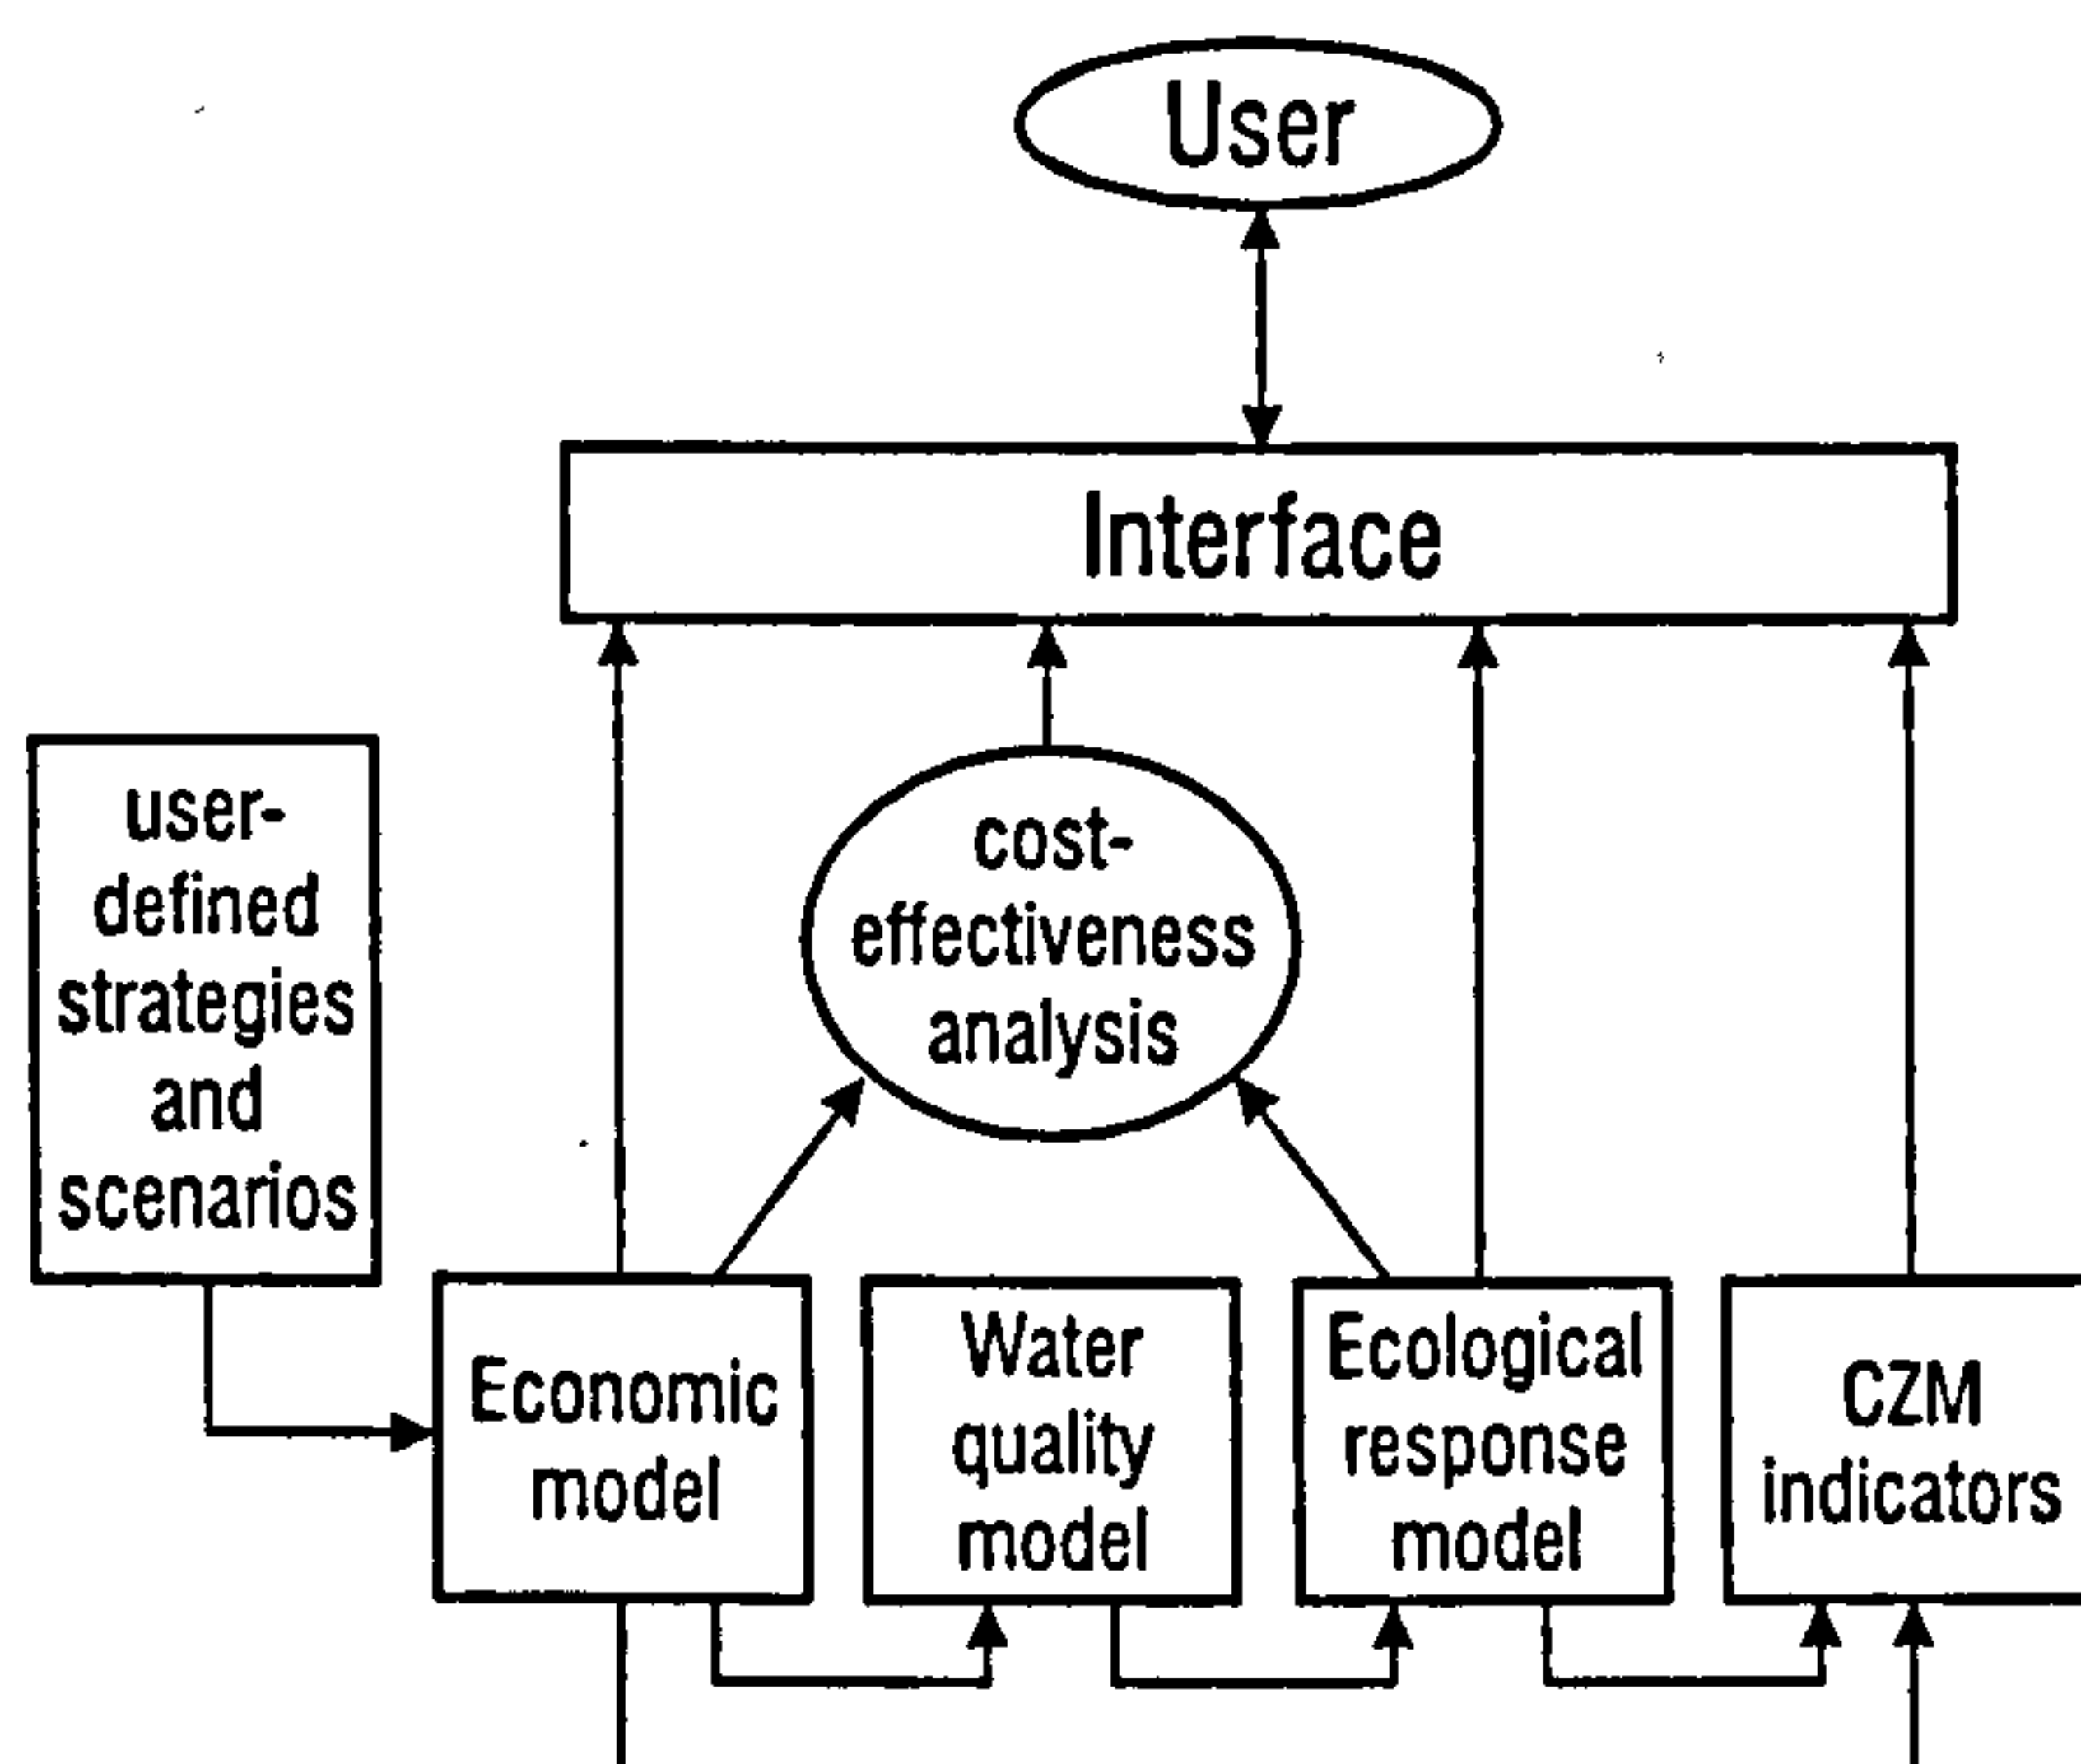 User
Interface
user-
defined
strategies
and
scenarios
cost-
effectiveness
analysis
Economic
model
Water
quality
model
Ecological
response
model
CZM
indicators